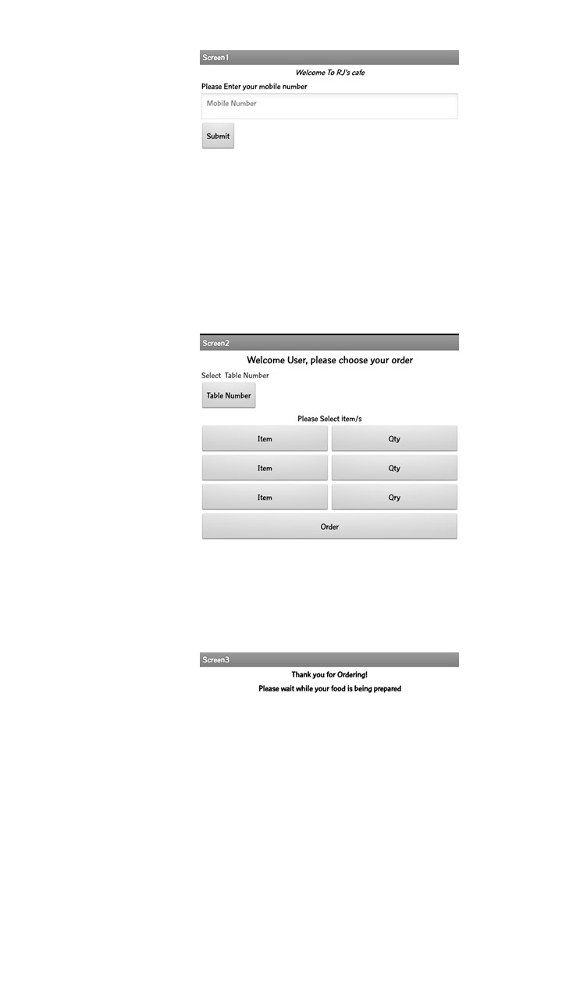 Screen1
Welcome To RJ's cafe
Please Enter your mobile number
Mobile Number
Submit
Screen2
Welcome User, please choose your order
Select  Table Number
Table Number
Please Select item/s
Item Qty
Item Qty
Item Qry
Order
Screen3
Thank you for Ordering!
Please wait while your food is being prepared